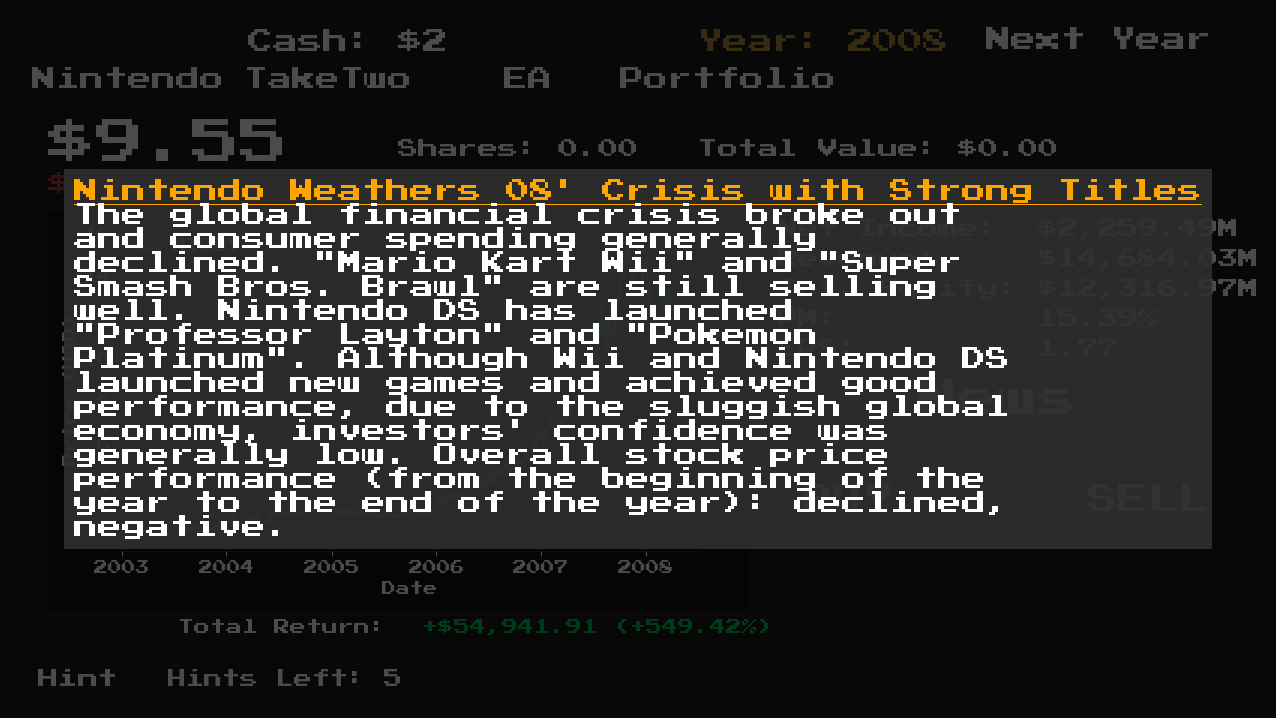 Cash: $2
Year: 2008
Next Year
Nintendo TakeTwo EA Portfolio
$9.55
Shares: 0.00
Total Value: $0.00
Nintendo Weathers 08' Crisis with Strong Titles
The global financial crisis broke out
and consumer spending generally
declined. "Mario Kart Wii" and "Super
Smash Bros. Brawl" are still selling
well. Nintendo DS has launched
"Professor Layton" and "Pokemon
Platinum". Although Wii and Nintendo DS
launched new games and achieved good
performance, due to the sluggish global
economy, investors' confidence was
generally low. Overall stock price
performance (from the beginning of the
year to the end of the year): declined,
negative.
Income: $2,259.49M
$14,684.03M
$12,316.97M
15.39%
1.77
SELL
2003 2004 2005 2006 2007 2008
Date
Total Return: +$54,941.91 (+549.42%)
Hint
Hints Left: 5